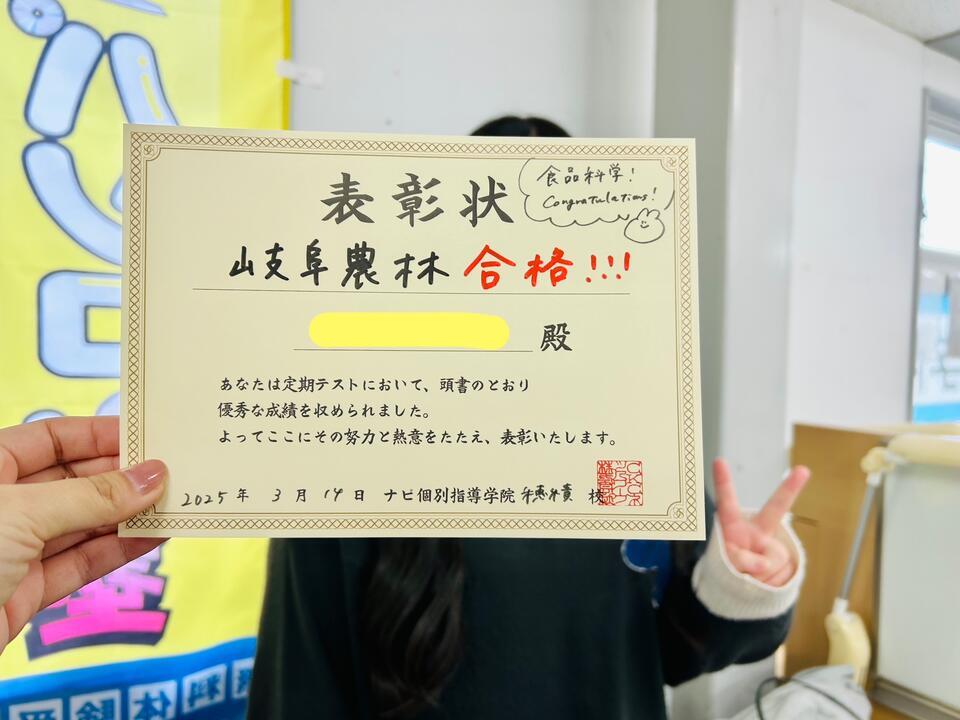 表彰状
食品科学!
Congratulations!
岐阜農林 合格!!!
殿
あなたは定期テストにおいて、頭書のとおり
優秀な成績を収められました。
よってここにその努力と熱意をたたえ、表彰いたします。
2025年 3月 14日 ナビ個別指導学院 校
料体験